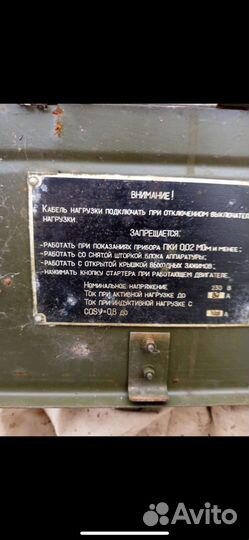 ВНИМАНИЕ!
КАБЕЛЬ НАГРУЗКИ ПОДКЛЮЧАТЬ ПРИ ОТКЛЮЧЕННОМ ВЫКЛЮЧАТЕ
НАГРУЗКИ.
ЗАПРЕЩАЕТСЯ:
-РАБОТАТЬ ПРИ ПОКАЗАНИЯХ ПРИБОРА ПКИ 0,02 МОм И МЕНЕЕ;
-РАБОТАТЬ СО СНЯТОЙ ШТОРКОЙ БЛОКА АППАРАТУРЫ;
-РАБОТАТЬ С ОТКРЫТОЙ КРЫШКОЙ ВЫХОДНЫХ ЗАЖИМОВ;
-НАЖИМАТЬ КНОПКУ СТАРТЕРА ПРИ РАБОТАЮЩЕМ ДВИГАТЕЛЕ.
НОМИНАЛЬНОЕ НАПРЯЖЕНИЕ 230 В
ТОК ПРИ АКТИВНОЙ НАГРУЗКЕ ДО А
ТОК ПРИ ИНДУКТИВНОЙ НАГРУЗКЕ С
COSφ-0,8 ДО А
Avito